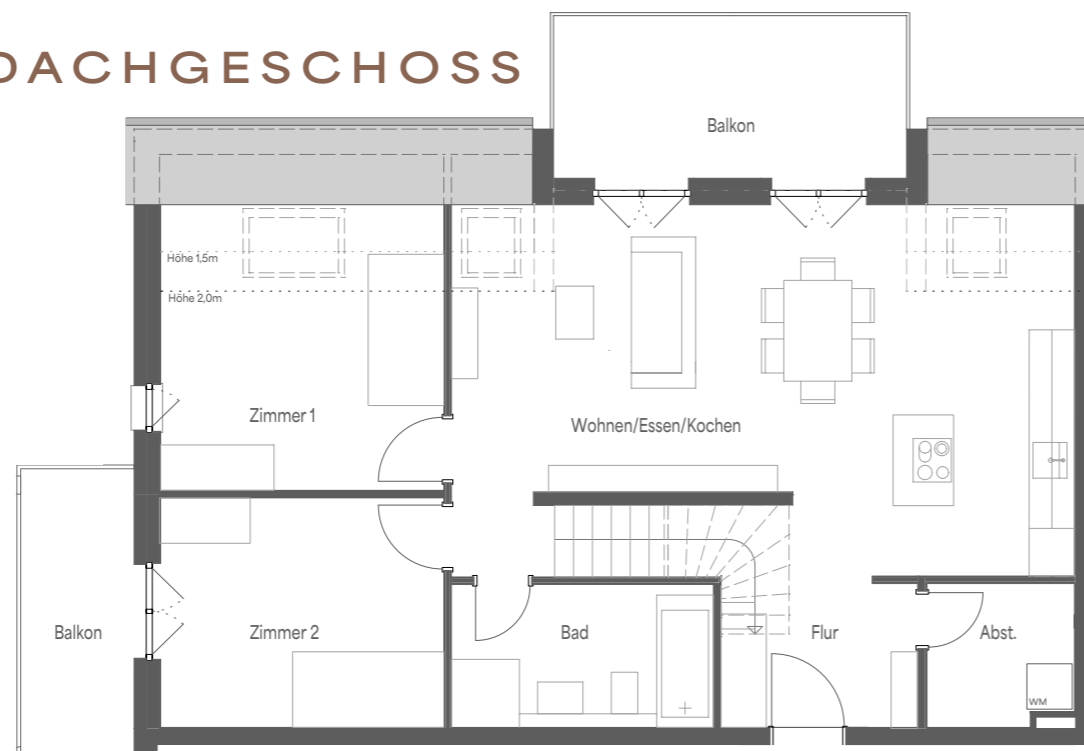 DACHGESCHOSS
Balkon
Höhe 1,5m
Höhe 2,0m
Zimmer 1
Wohnen/Essen/Kochen
Balkon
Zimmer 2
Bad
Flur
Abst.
WM